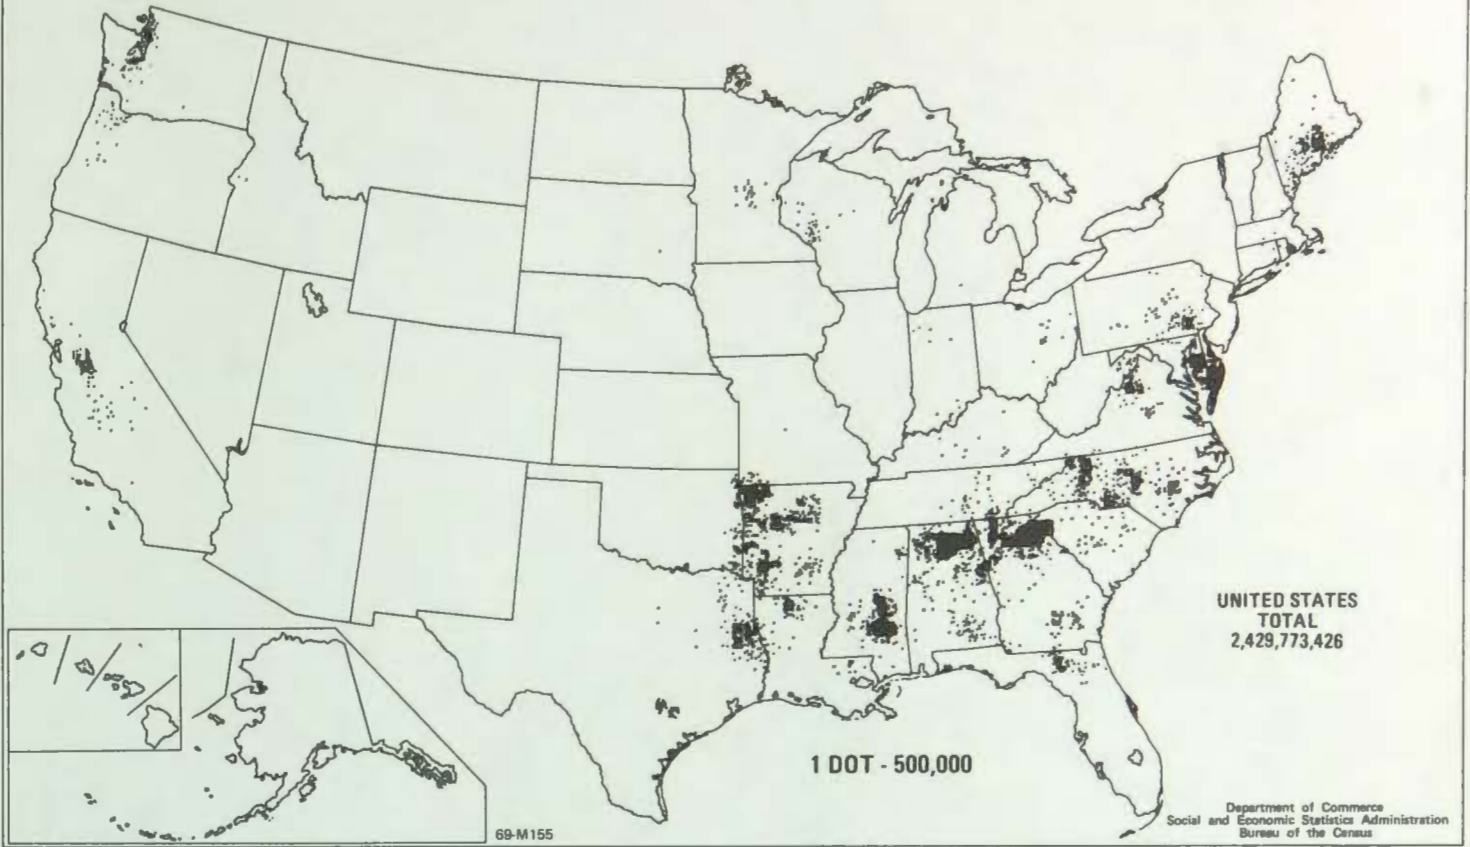 UNITED STATES
TOTAL
2,429,773,426
1 DOT - 500,000
69-M155
Department of Commerce
Social and Economic Statistics Administration
Bureau of the Census